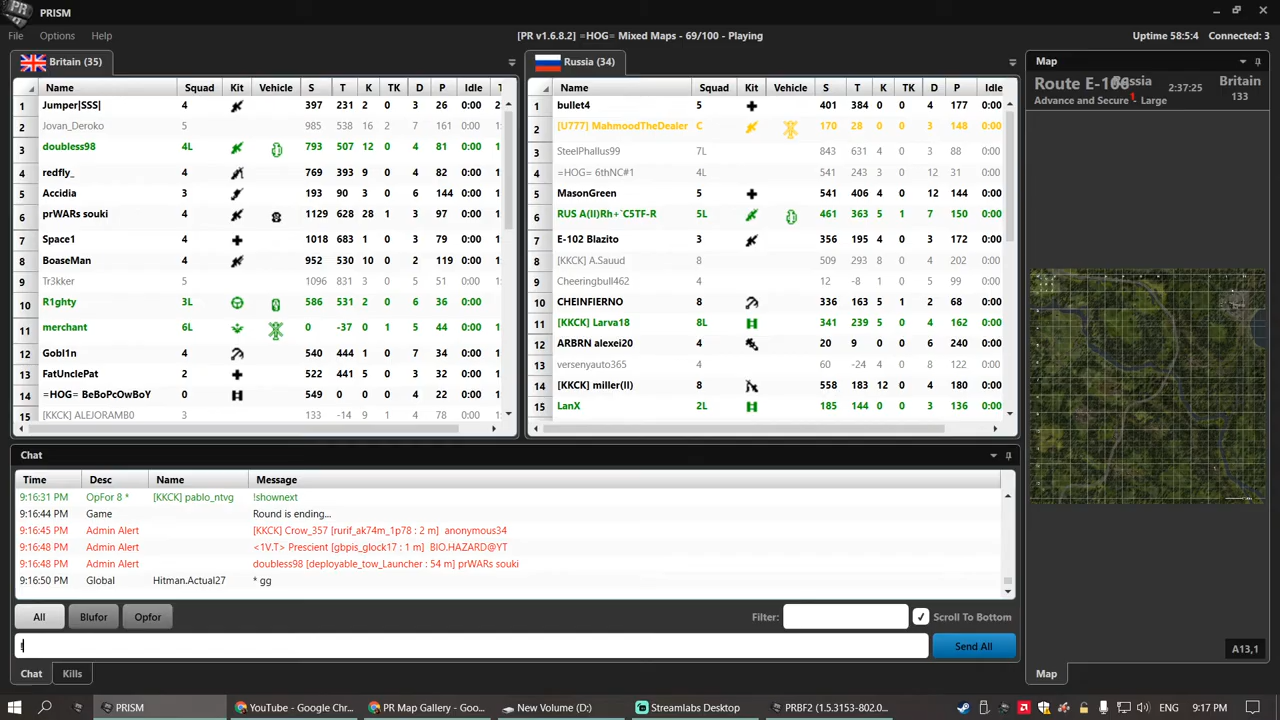 PR
PRISM
File Options Help
[PR v1.6.8.2] =HOG= Mixed Maps - 69/100 - Playing
Uptime 58:5:4 Connected: 3
Britain (35)
Name Squad Kit Vehicle S T K TK D P Idle
1 Jumper|SSS| 4 397 231 2 0 3 26 0:00
2 Jovan_Deroko 5 985 538 16 2 7 161 0:00
3 doubless98 4L 793 507 12 0 4 81 0:00
4 redfly_ 4 769 393 9 0 4 82 0:00
5 Accidia 3 193 90 3 0 6 144 0:00
6 prWARs souki 4 1129 628 28 1 3 97 0:00
7 Space1 4 1018 683 1 0 3 79 0:00
8 BoaseMan 4 952 530 10 0 2 119 0:00
9 Tr3kker 5 1096 831 3 0 5 51 0:00
10 R1ghty 3L 586 531 2 0 6 36 0:00
11 merchant 6L 0 -37 0 1 5 44 0:00
12 Gobl1n 4 540 444 1 0 7 34 0:00
13 FatUnclePat 2 522 441 5 0 3 32 0:00
14 =HOG= BeBoPcOwBoY 0 549 0 0 0 4 22 0:00
15 [KKCK] ALEJORAMB0 3 133 -14 9 1 4 78 0:00
Russia (34)
Name Squad Kit Vehicle S T K TK D P Idle
1 bullet4 5 401 384 0 0 4 177 0:00
2 [U777] MahmoodTheDealer C 170 28 0 0 3 148 0:00
3 SteelPhallus99 7L 843 631 4 0 3 88 0:00
4 =HOG= 6thNC#1 4L 541 243 3 0 12 31 0:00
5 MasonGreen 5 541 406 4 0 12 144 0:00
6 RUS A(II)Rh+`C5TF-R 5L 461 363 5 1 7 150 0:00
7 E-102 Blazito 3 356 195 4 0 3 172 0:00
8 [KKCK] A.Sauud 8 509 293 8 0 4 202 0:00
9 Cheeringbull462 4 12 -8 1 0 5 99 0:00
10 CHEINFIERNO 8 336 163 5 1 2 68 0:00
11 [KKCK] Larva18 8L 341 239 5 0 4 162 0:00
12 ARBRN alexei20 4 20 9 0 0 6 240 0:00
13 versenyauto365 4 60 -24 4 0 8 122 0:00
14 [KKCK] miller(ll) 8 558 183 12 0 4 180 0:00
15 LanX 2L 185 144 0 0 3 136 0:00
Map
Route E-106 Russia 2:37:25 Britain
Advance and Secure 1 - Large 133
A13,1
Map
Chat
Time Desc Name Message
9:16:31 PM OpFor 8 * [KKCK] pablo_ntvg !shownext
9:16:44 PM Game Round is ending...
9:16:45 PM Admin Alert [KKCK] Crow_357 [rurif_ak74m_1p78 : 2 m] anonymous34
9:16:48 PM Admin Alert <1V.T> Prescient [gbpis_glock17 : 1 m] BIO.HAZARD@YT
9:16:48 PM Admin Alert doubless98 [deployable_tow_Launcher : 54 m] prWARs souki
9:16:50 PM Global Hitman.Actual27 * gg
All Blufor Opfor Filter: Scroll To Bottom
Send All
Chat Kills
PRISM YouTube - Google Chr... PR Map Gallery - Goo... New Volume (D:) Streamlabs Desktop PRBF2 (1.5.3153-802.0... ENG 9:17 PM